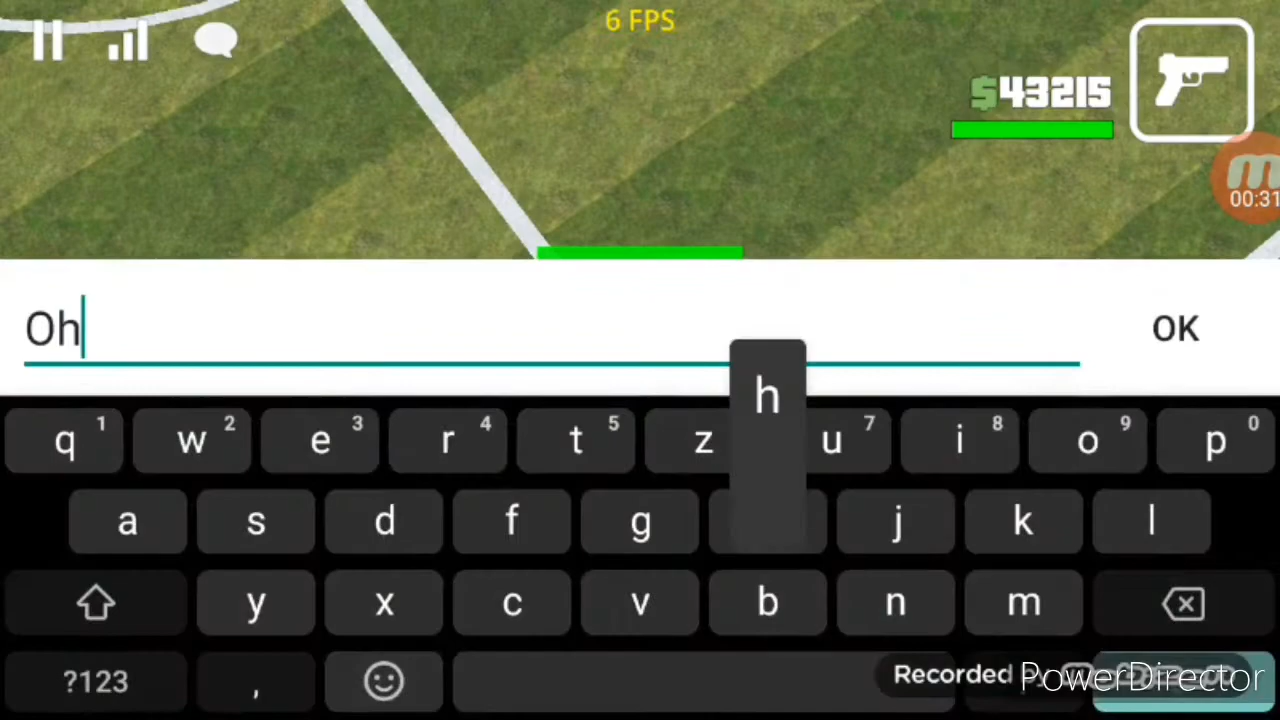 6 FPS
$43215
m
00:31
Oh
OK
h
q 1 w 2 e 3 r 4 t 5 z u 7 i 8 o 9 p 0
a s d f g j k l
y x c v b n m
?123 ,
Recorded
PowerDirector